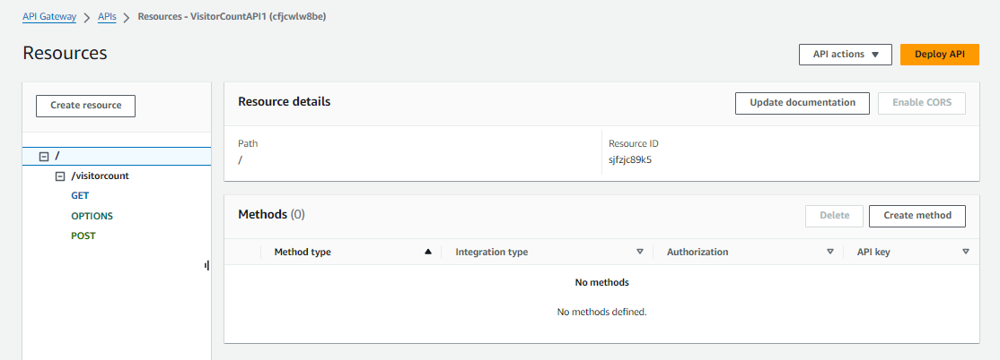 API Gateway > APIs > Resources - VisitorCountAPI1 (cfjcwlw8be)
Resources
API actions
Deploy API
Create resource
/
/visitorcount
GET
OPTIONS
POST
Resource details
Update documentation
Enable CORS
Path
/
Resource ID
sjfzjc89k5
Methods (0)
Delete
Create method
Method type
Integration type
Authorization
API key
No methods
No methods defined.